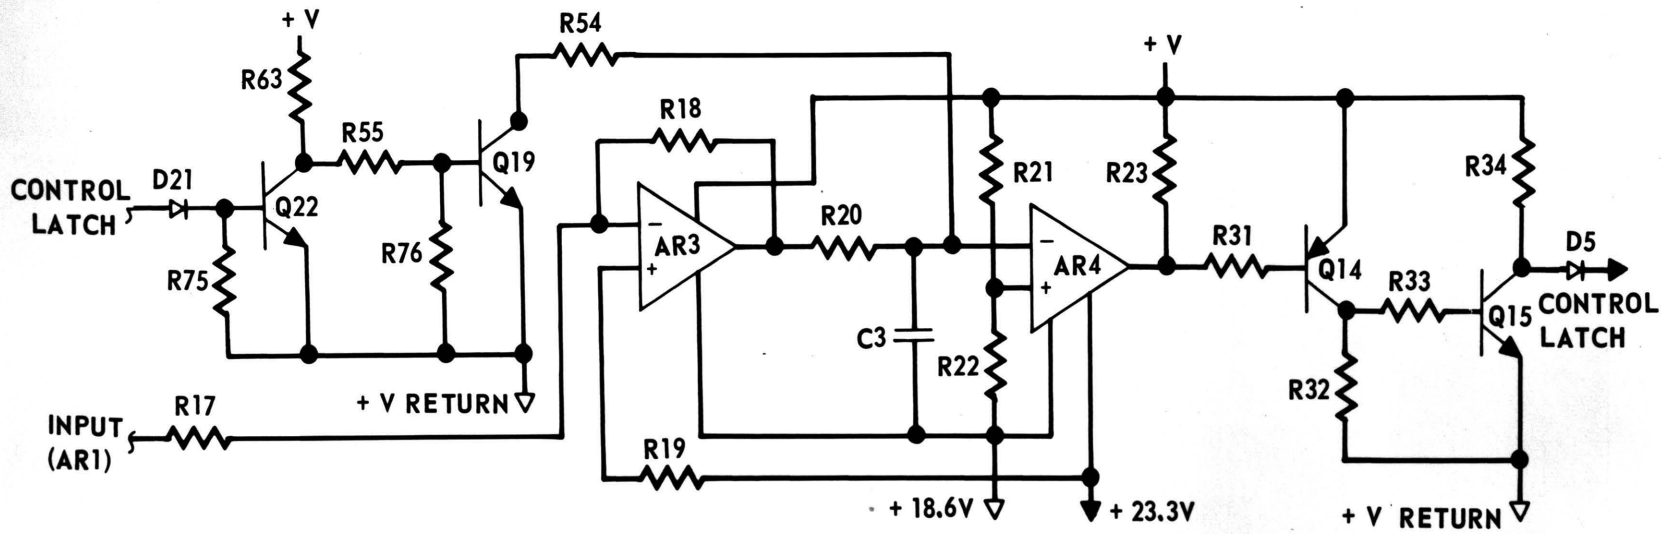 + V
R54
+ V
R63
R18
R55
Q19
R21
R23
R34
D21
CONTROL
LATCH
Q22
R20
−
AR3
+
−
AR4
+
R31
D5
R75
R76
Q14
R33
Q15
CONTROL
LATCH
C3
R22
R32
+ V RETURN
R17
INPUT
(AR1)
R19
+ 18.6V
+ 23.3V
+ V RETURN